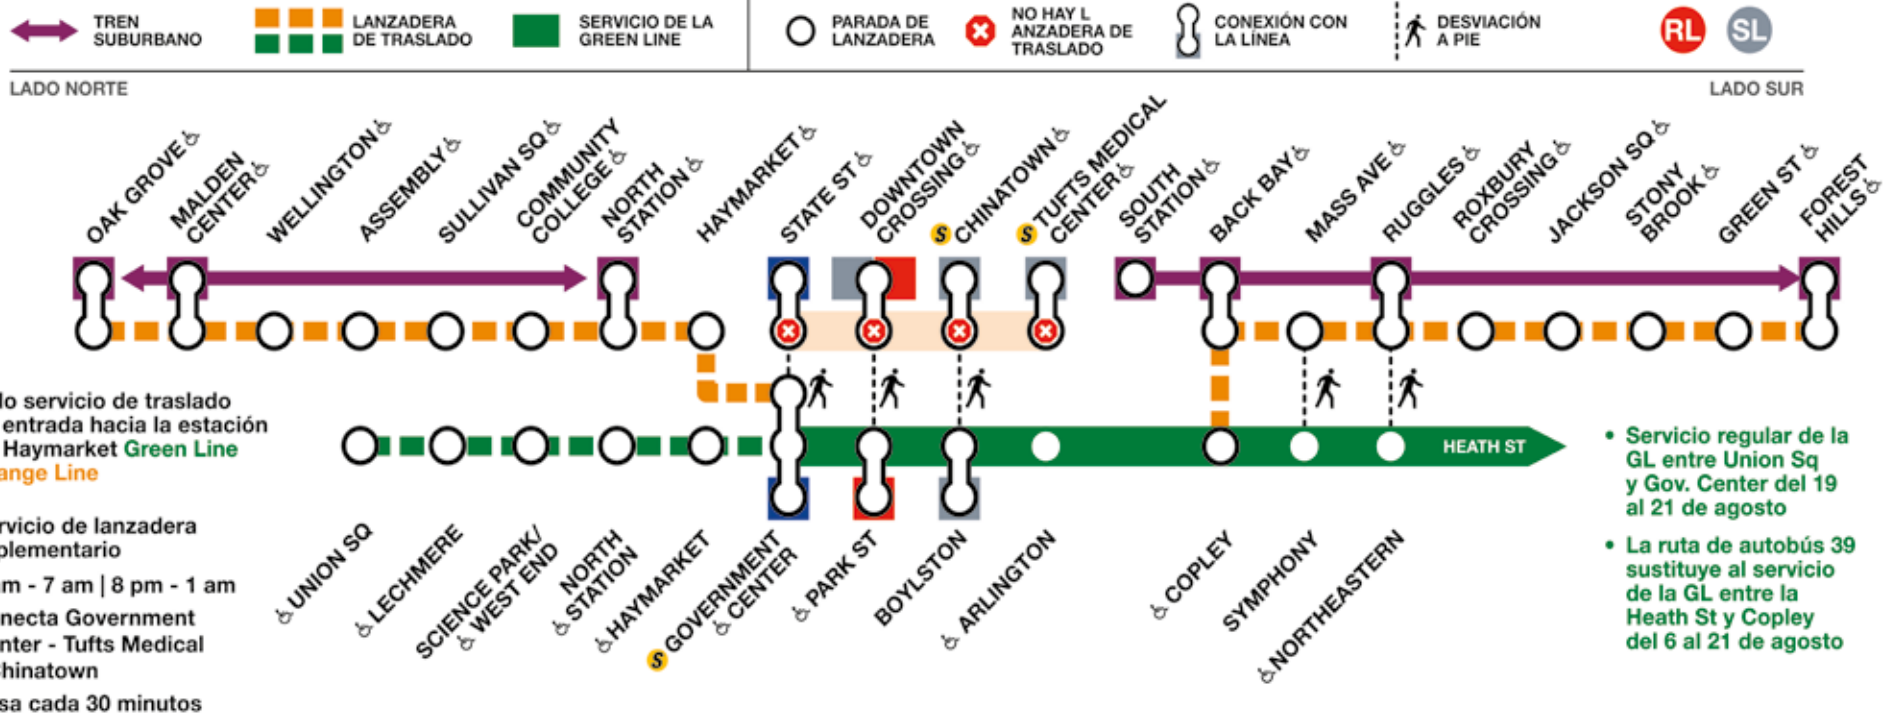 TREN
SUBURBANO
LANZADERA
DE TRASLADO
SERVICIO DE LA
GREEN LINE
PARADA DE
LANZADERA
NO HAY L
ANZADERA DE
TRASLADO
CONEXIÓN CON
LA LÍNEA
DESVIACIÓN
A PIE
RL
SL
LADO NORTE
LADO SUR
OAK GROVE
MALDEN
CENTER
WELLINGTON
ASSEMBLY
SULLIVAN SQ
COMMUNITY
COLLEGE
NORTH
STATION
HAYMARKET
STATE ST
DOWNTOWN
CROSSING
S
CHINATOWN
S
TUFTS MEDICAL
CENTER
SOUTH
STATION
BACK BAY
MASS AVE
RUGGLES
ROXBURY
CROSSING
JACKSON SQ
STONY
BROOK
GREEN ST
FOREST
HILLS
HEATH ST
UNION SQ
LECHMERE
SCIENCE PARK/
WEST END
NORTH
STATION
HAYMARKET
S
GOVERNMENT
CENTER
PARK ST
BOYLSTON
ARLINGTON
COPLEY
SYMPHONY
NORTHEASTERN
lo servicio de traslado
entrada hacia la estación
Haymarket Green Line
ange Line
rvicio de lanzadera
plementario
m - 7 am | 8 pm - 1 am
necta Government
nter - Tufts Medical
hinatown
sa cada 30 minutos
• Servicio regular de la
GL entre Union Sq
y Gov. Center del 19
al 21 de agosto
• La ruta de autobús 39
sustituye al servicio
de la GL entre la
Heath St y Copley
del 6 al 21 de agosto